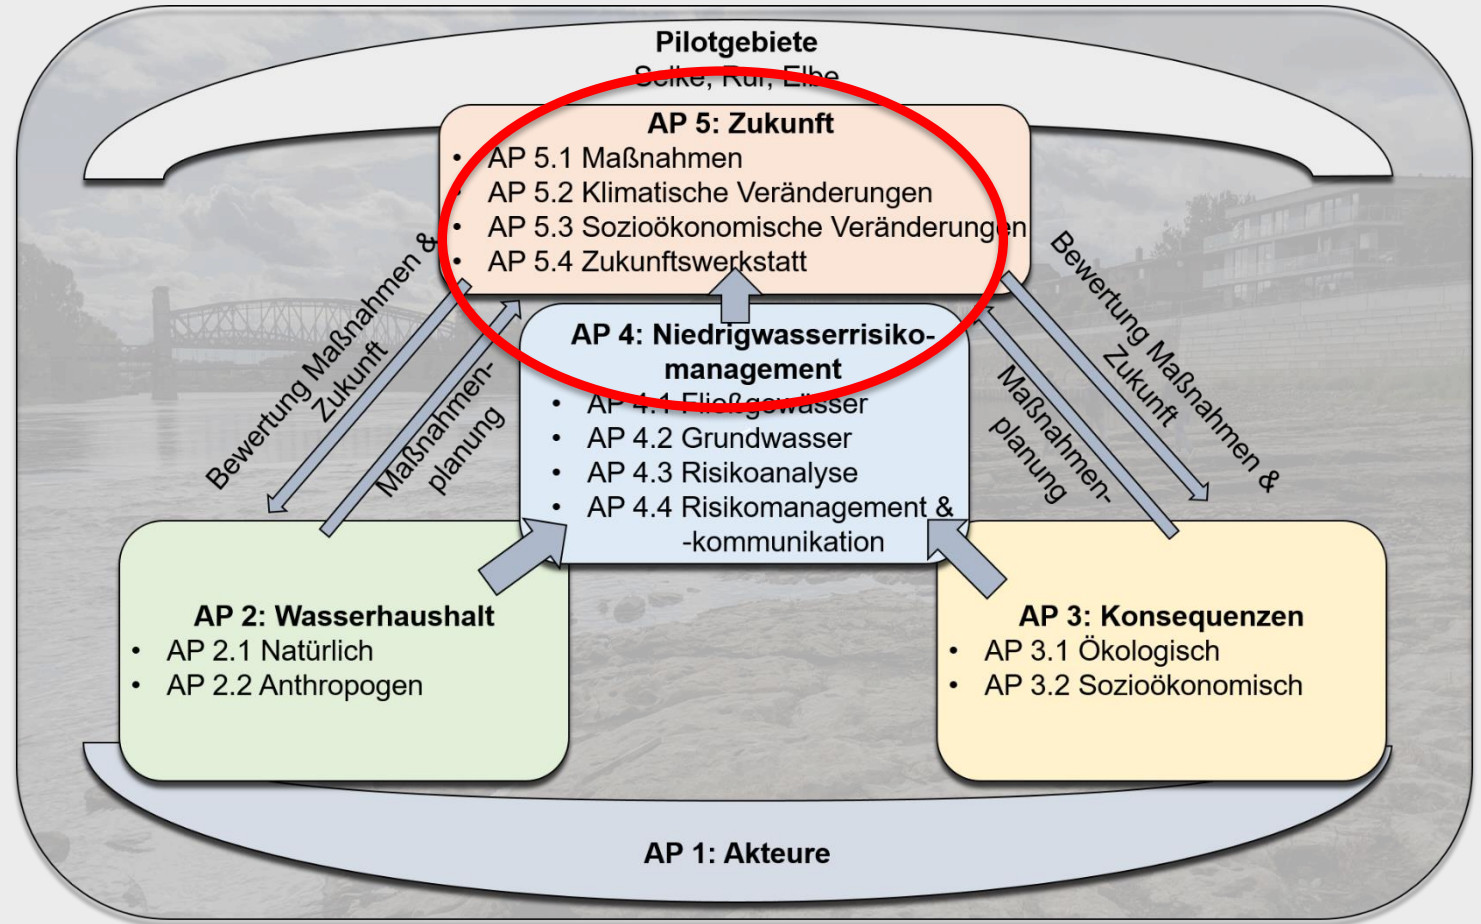 Pilotgebiete
Selke, Rur, Elbe
AP 5: Zukunft
• AP 5.1 Maßnahmen
• AP 5.2 Klimatische Veränderungen
• AP 5.3 Sozioökonomische Veränderungen
• AP 5.4 Zukunftswerkstatt
Bewertung Maßnahmen &
Zukunft
Maßnahmen-
planung
AP 4: Niedrigwasserrisiko-
management
• AP 4.1 Fließgewässer
• AP 4.2 Grundwasser
• AP 4.3 Risikoanalyse
• AP 4.4 Risikomanagement &
-kommunikation
Bewertung Maßnahmen &
Zukunft
Maßnahmen-
planung
AP 2: Wasserhaushalt
• AP 2.1 Natürlich
• AP 2.2 Anthropogen
AP 3: Konsequenzen
• AP 3.1 Ökologisch
• AP 3.2 Sozioökonomisch
AP 1: Akteure